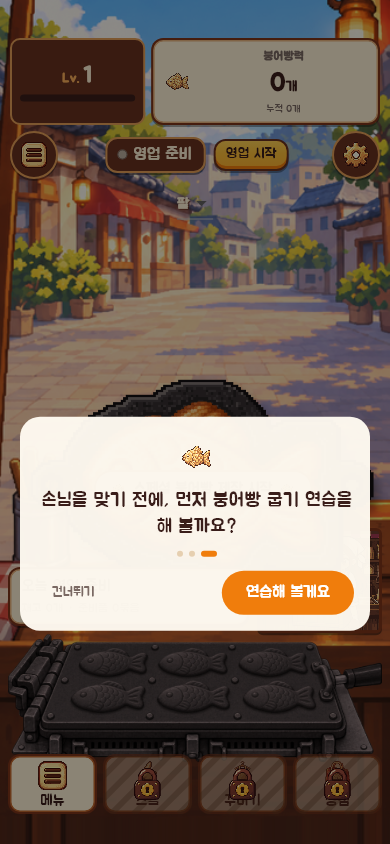 Lv. 1
붕어빵력
0개
누적 0개
영업 준비
영업 시작
손님을 맞기 전에, 먼저 붕어빵 굽기 연습을
해 볼까요?
건너뛰기
연습해 볼게요
메뉴